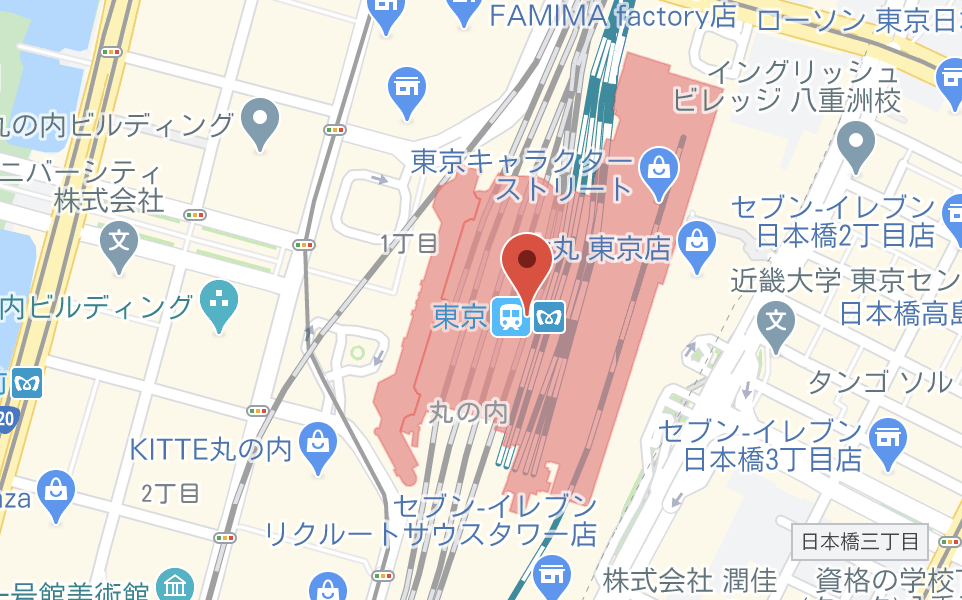 FAMIMA factory店
ローソン 東京日本
イングリッシュ
ビレッジ 八重洲校
丸の内ビルディング
東京キャラクター
ストリート
ニバーシティ
株式会社
セブン-イレブン
日本橋2丁目店
1丁目
丸 東京店
近畿大学 東京セン
内ビルディング
東京
日本橋高島
タンゴ ソル
町
丸の内
20
KITTE丸の内
セブン-イレブン
日本橋3丁目店
aza
2丁目
セブン-イレブン
リクルートサウスタワー店
日本橋三丁目
一号館美術館
株式会社 潤佳
資格の学校T